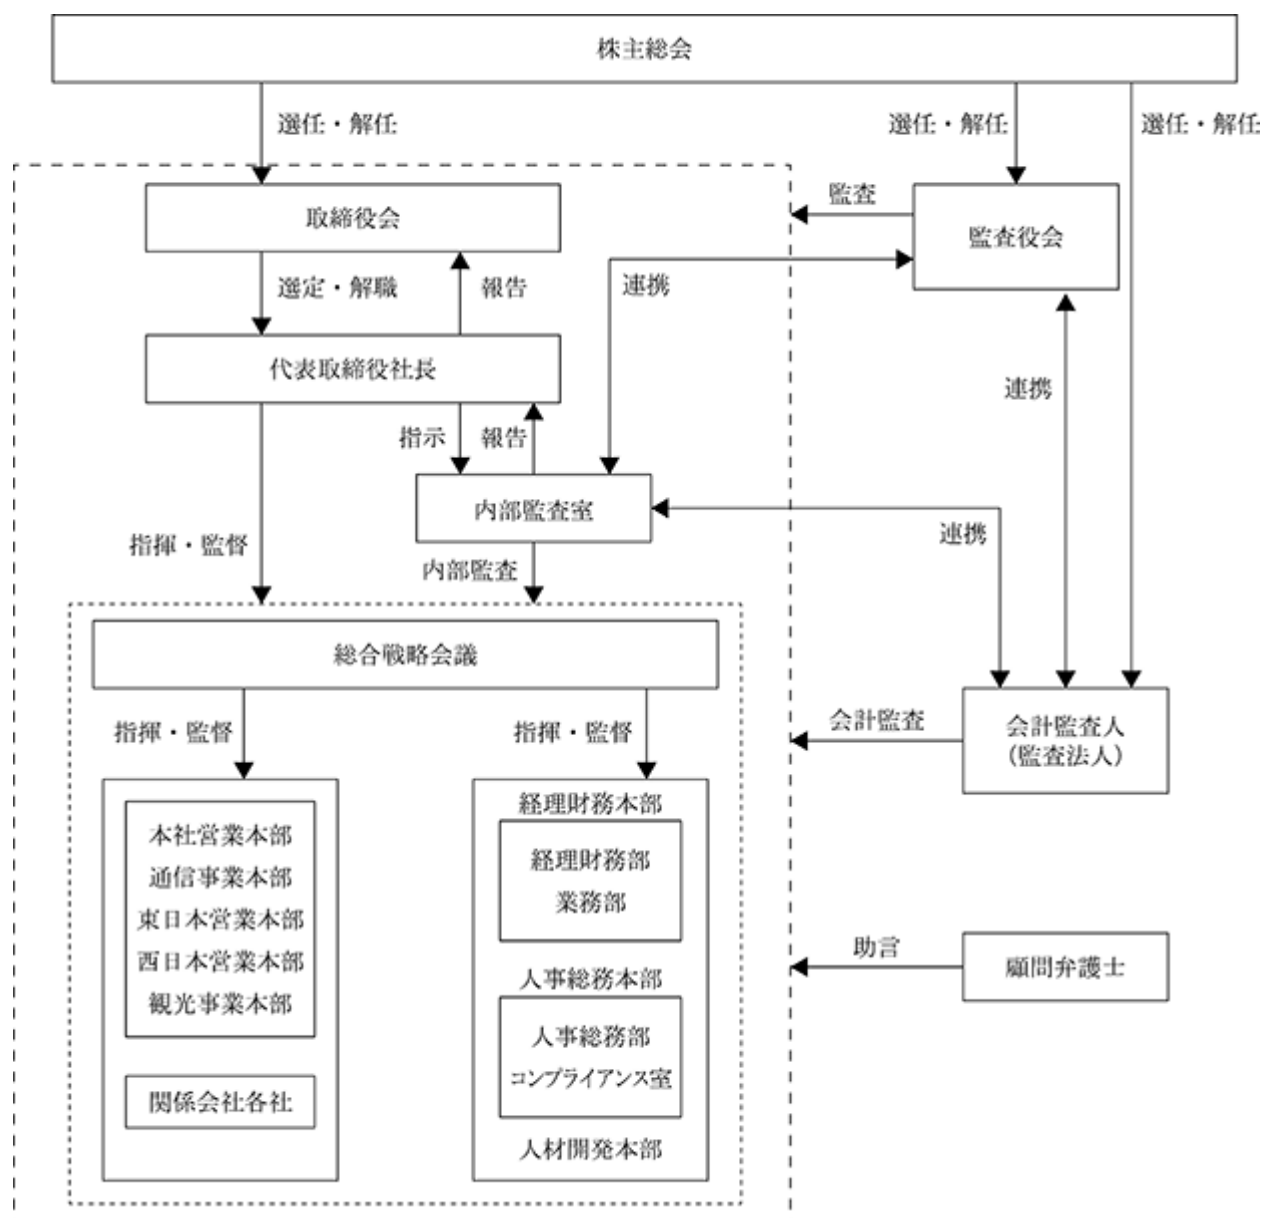 株主総会
選任・解任
選任・解任
選任・解任
取締役会
監査
監査役会
選定・解職
報告
連携
代表取締役社長
連携
指示
報告
内部監査室
連携
指揮・監督
内部監査
総合戦略会議
指揮・監督
指揮・監督
会計監査
会計監査人
（監査法人）
本社営業本部
通信事業本部
東日本営業本部
西日本営業本部
観光事業本部
関係会社各社
経理財務本部
経理財務部
業務部
人事総務本部
人事総務部
コンプライアンス室
人材開発本部
助言
顧問弁護士